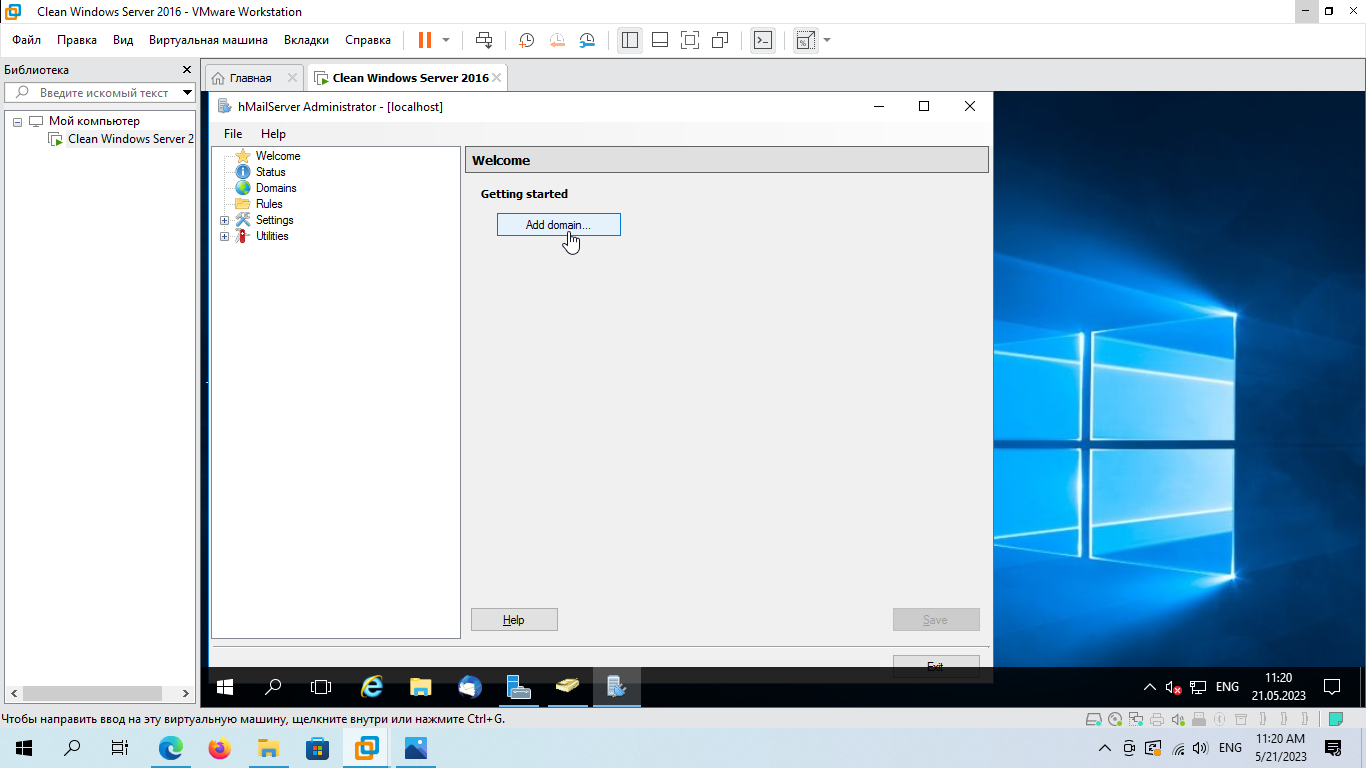 Clean Windows Server 2016 - VMware Workstation
Файл Правка Вид Виртуальная машина Вкладки Справка
Библиотека
Введите искомый текст
Мой компьютер
Clean Windows Server 2
Главная
Clean Windows Server 2016
hMailServer Administrator - [localhost]
File Help
Welcome
Status
Domains
Rules
Settings
Utilities
Welcome
Getting started
Add domain...
Help
Save
Exit
ENG
11:20
21.05.2023
Чтобы направить ввод на эту виртуальную машину, щелкните внутри или нажмите Ctrl+G.
ENG
11:20 AM
5/21/2023